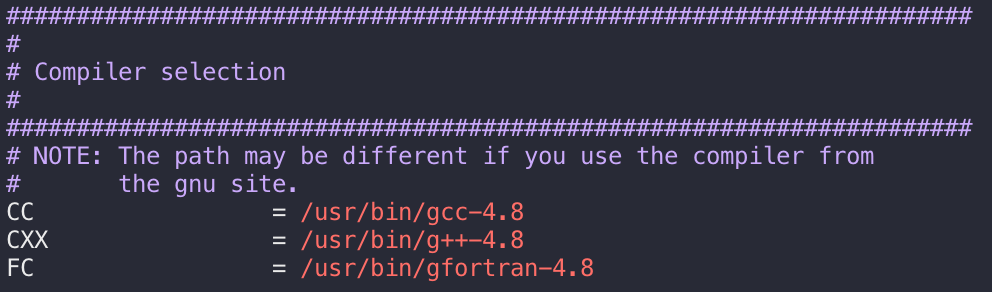 #####################################################################
#
# Compiler selection
#
#####################################################################
# NOTE: The path may be different if you use the compiler from
#       the gnu site.
CC                 = /usr/bin/gcc-4.8
CXX                = /usr/bin/g++-4.8
FC                 = /usr/bin/gfortran-4.8